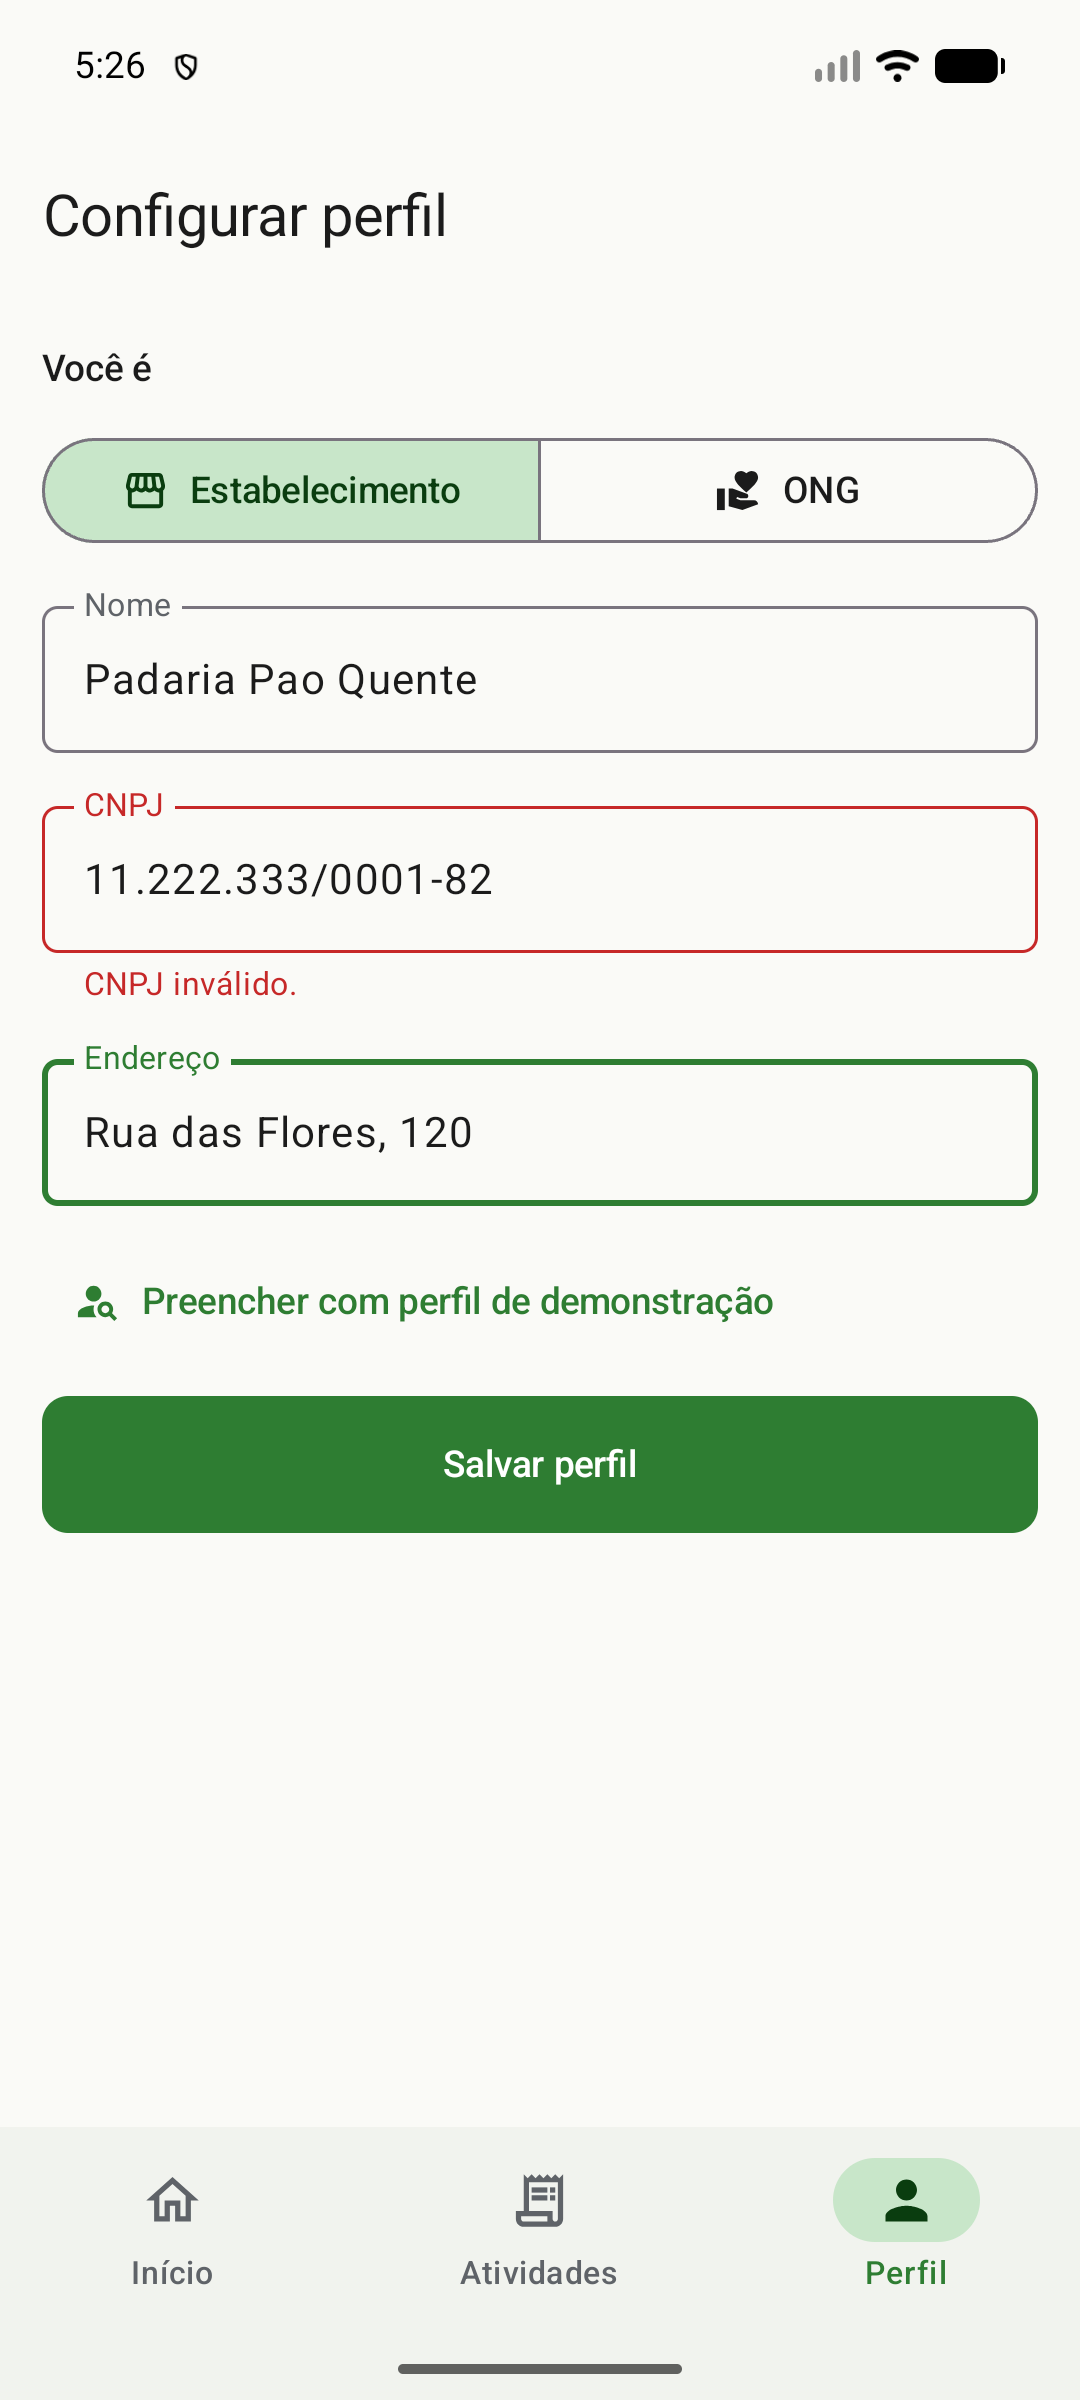 5:26
Configurar perfil
Você é
Estabelecimento
ONG
Nome
Padaria Pao Quente
CNPJ
11.222.333/0001-82
CNPJ inválido.
Endereço
Rua das Flores, 120
Preencher com perfil de demonstração
Salvar perfil
Início
Atividades
Perfil